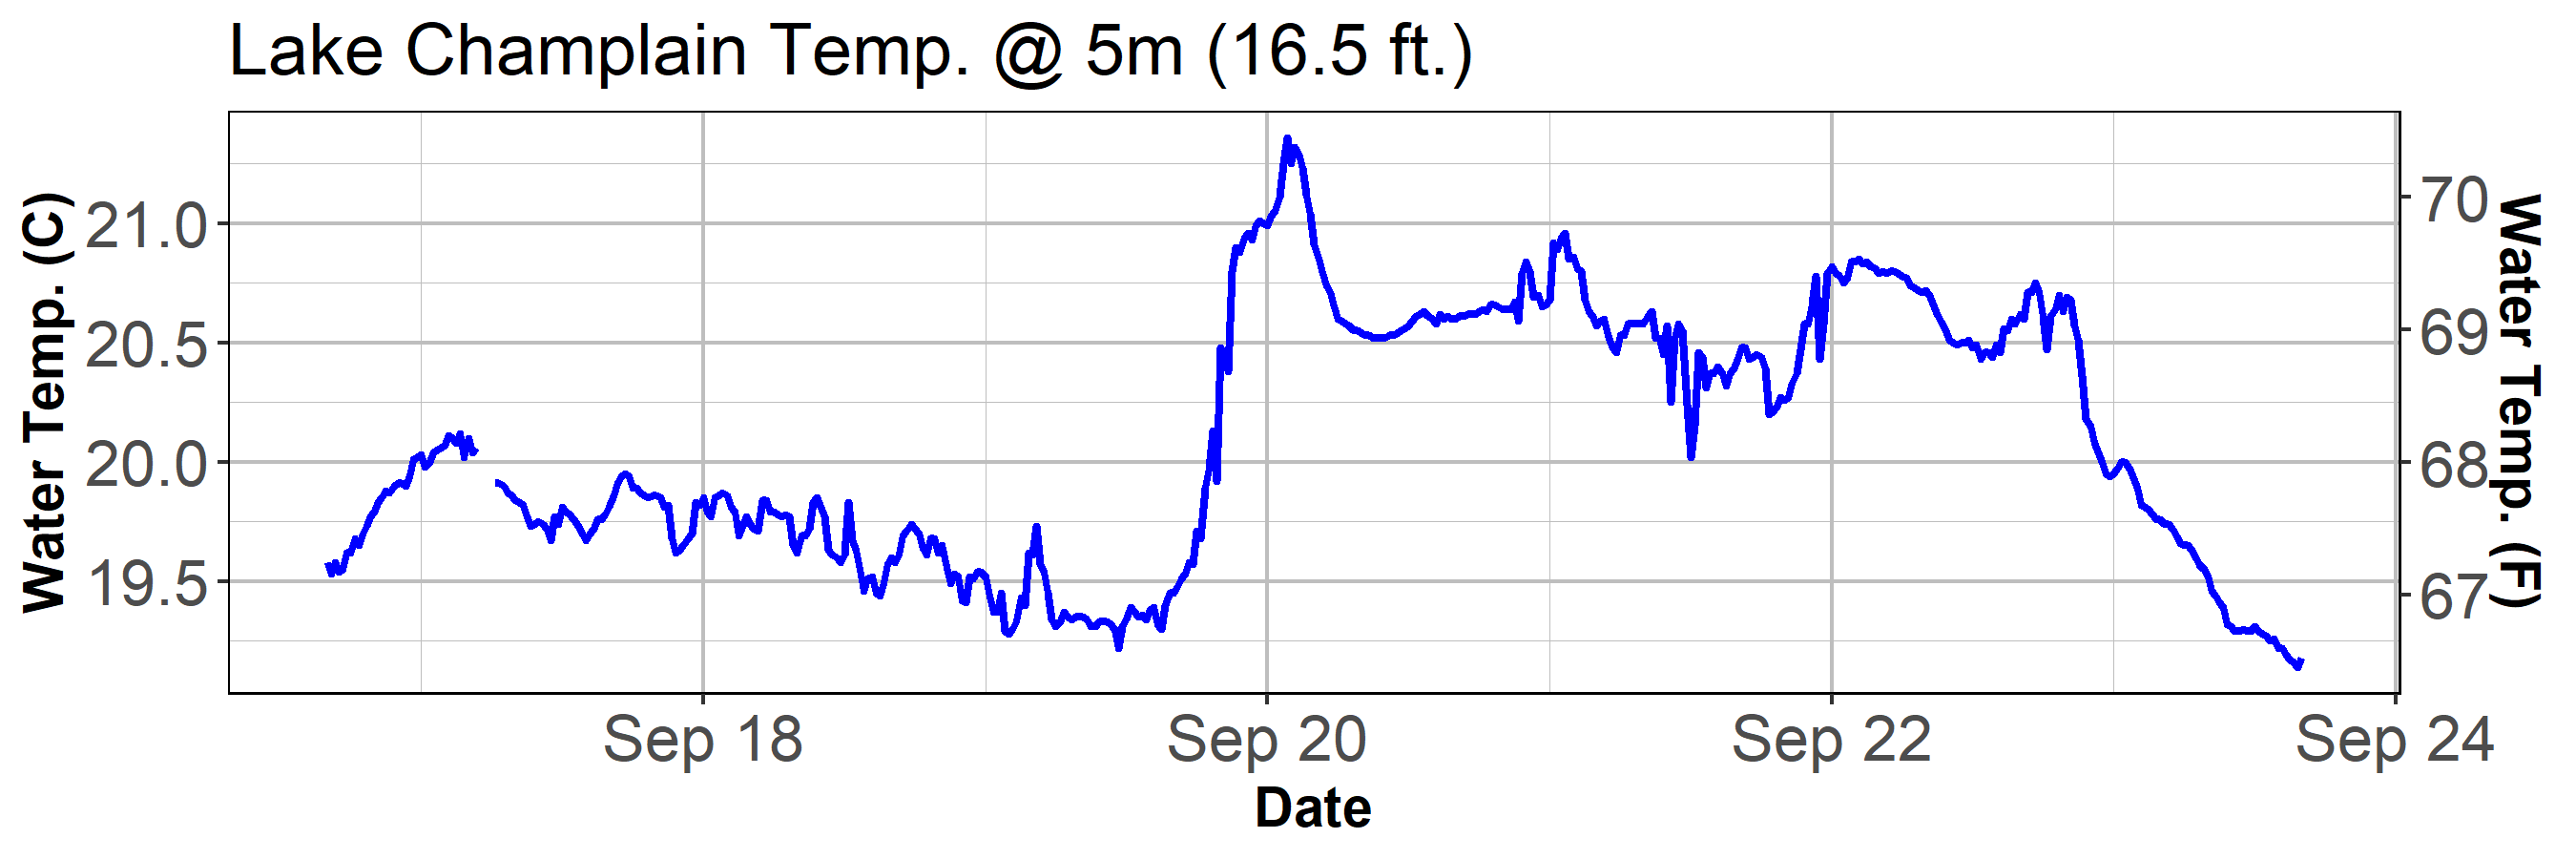 Lake Champlain Temp. @ 5m (16.5 ft.)
Water Temp. (C)
21.0
20.5
20.0
19.5
70
69
68
67
Water Temp. (F)
Sep 18
Sep 20
Sep 22
Sep 24
Date